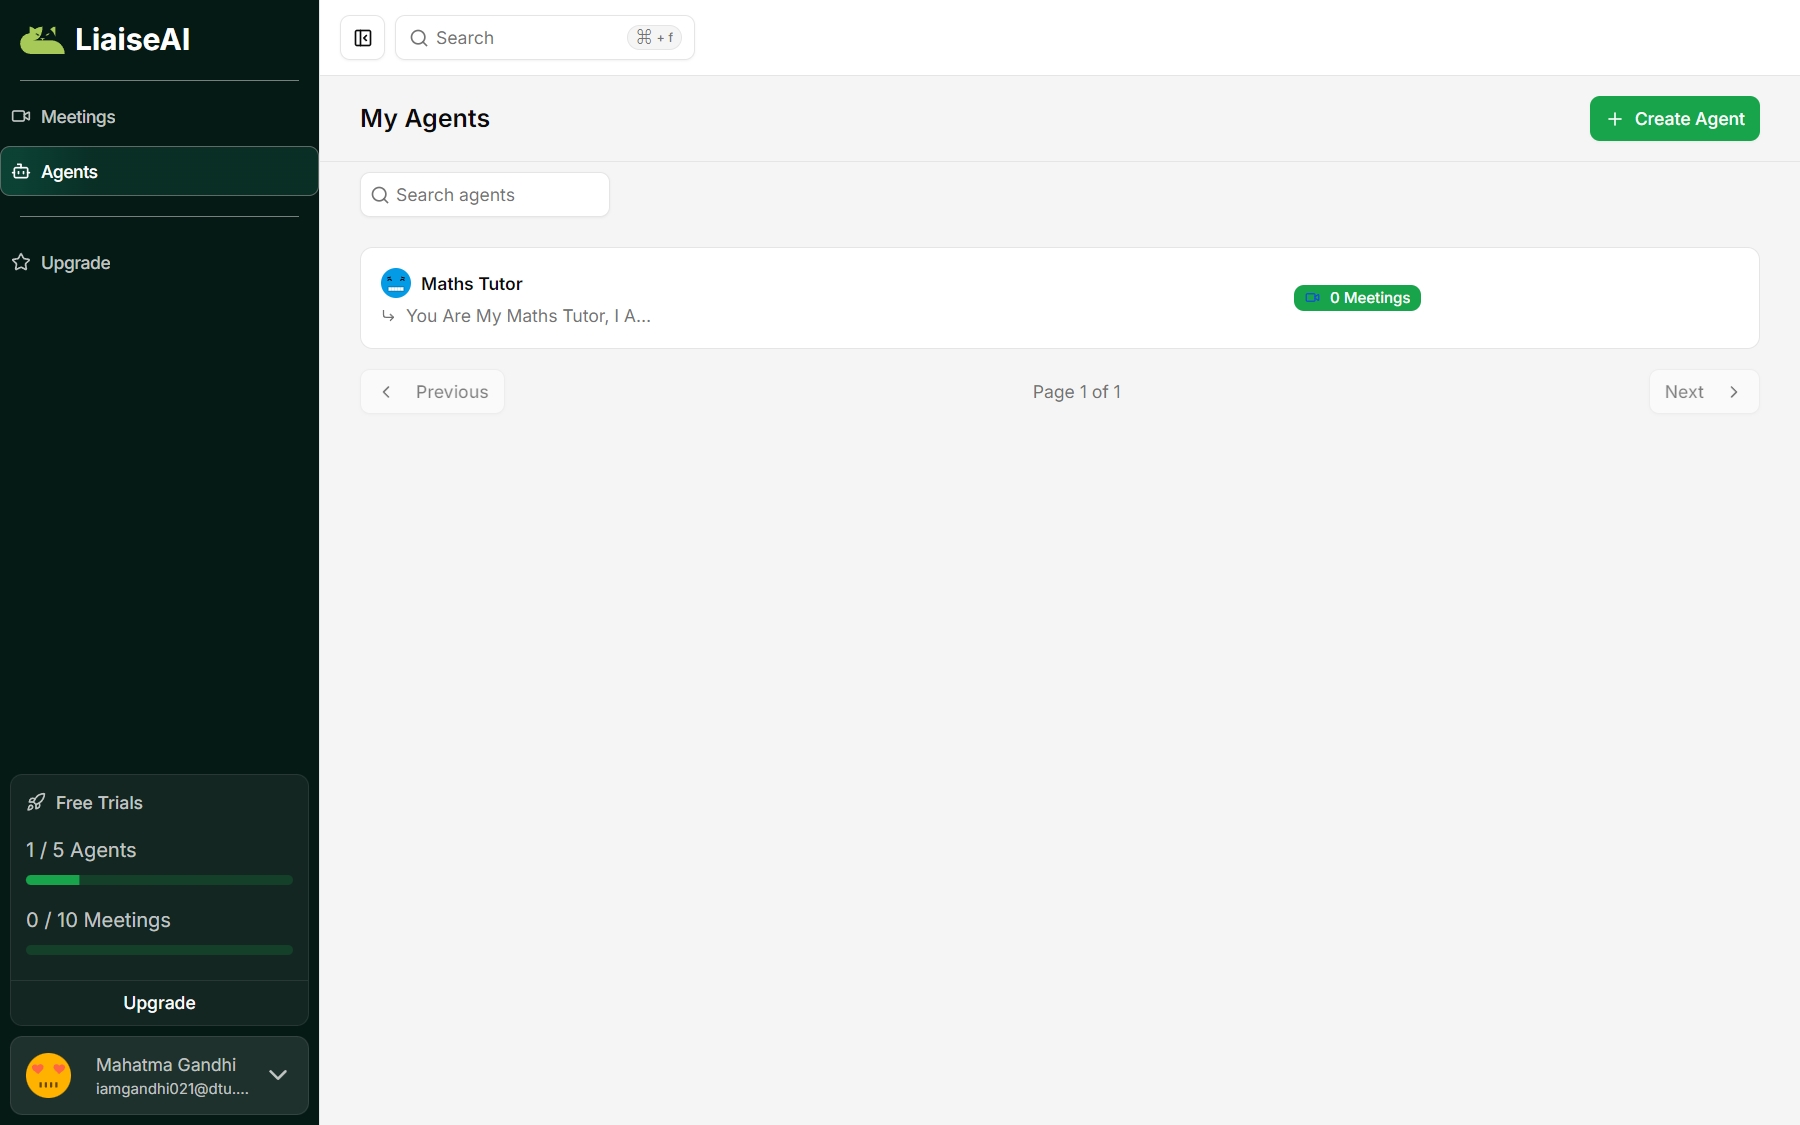 LiaiseAI
Meetings
Agents
Upgrade
Free Trials
1 / 5 Agents
0 / 10 Meetings
Upgrade
Mahatma Gandhi
iamgandhi021@dtu....
Search
⌘ + f
My Agents
Create Agent
Search agents
Maths Tutor
You Are My Maths Tutor, I A...
0 Meetings
Previous
Page 1 of 1
Next